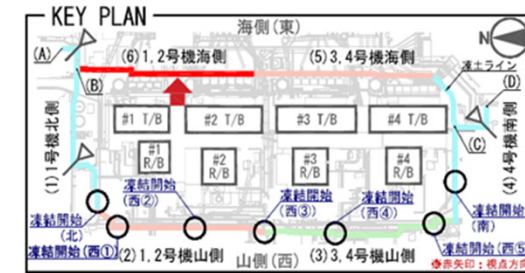 KEY PLAN
海側(東)
N
(A)
(6)1,2号機海側
(5)3,4号機海側
凍土ライン
(B)
(D)
#1 T/B
#2 T/B
#3 T/B
#4 T/B
(C)
(1)1号機北側
(4)4号機南側
#1
R/B
#2
R/B
#3
R/B
#4
R/B
凍結開始
(西②)
凍結開始
(西③)
凍結開始
(西④)
凍結開始
(北)
凍結開始
(南)
凍結開始(西①)
(2)1,2号機山側
(3)3,4号機山側
凍結開始(西⑤)
山側(西)
※赤矢印:視点方向